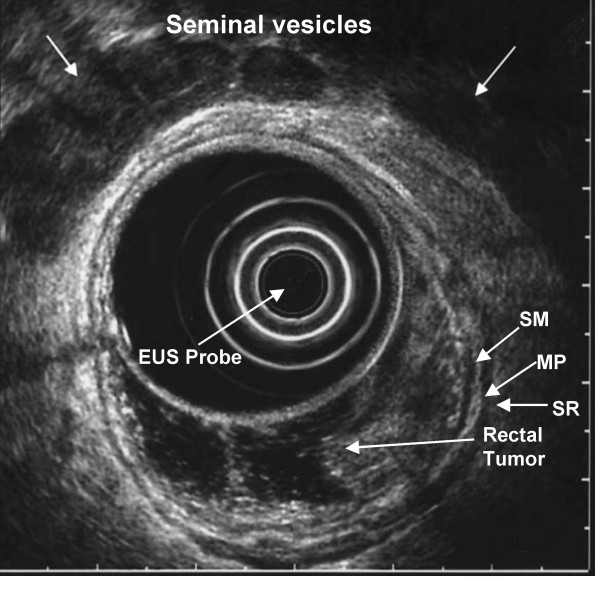 Seminal vesicles
EUS Probe
SM
MP
SR
Rectal
Tumor